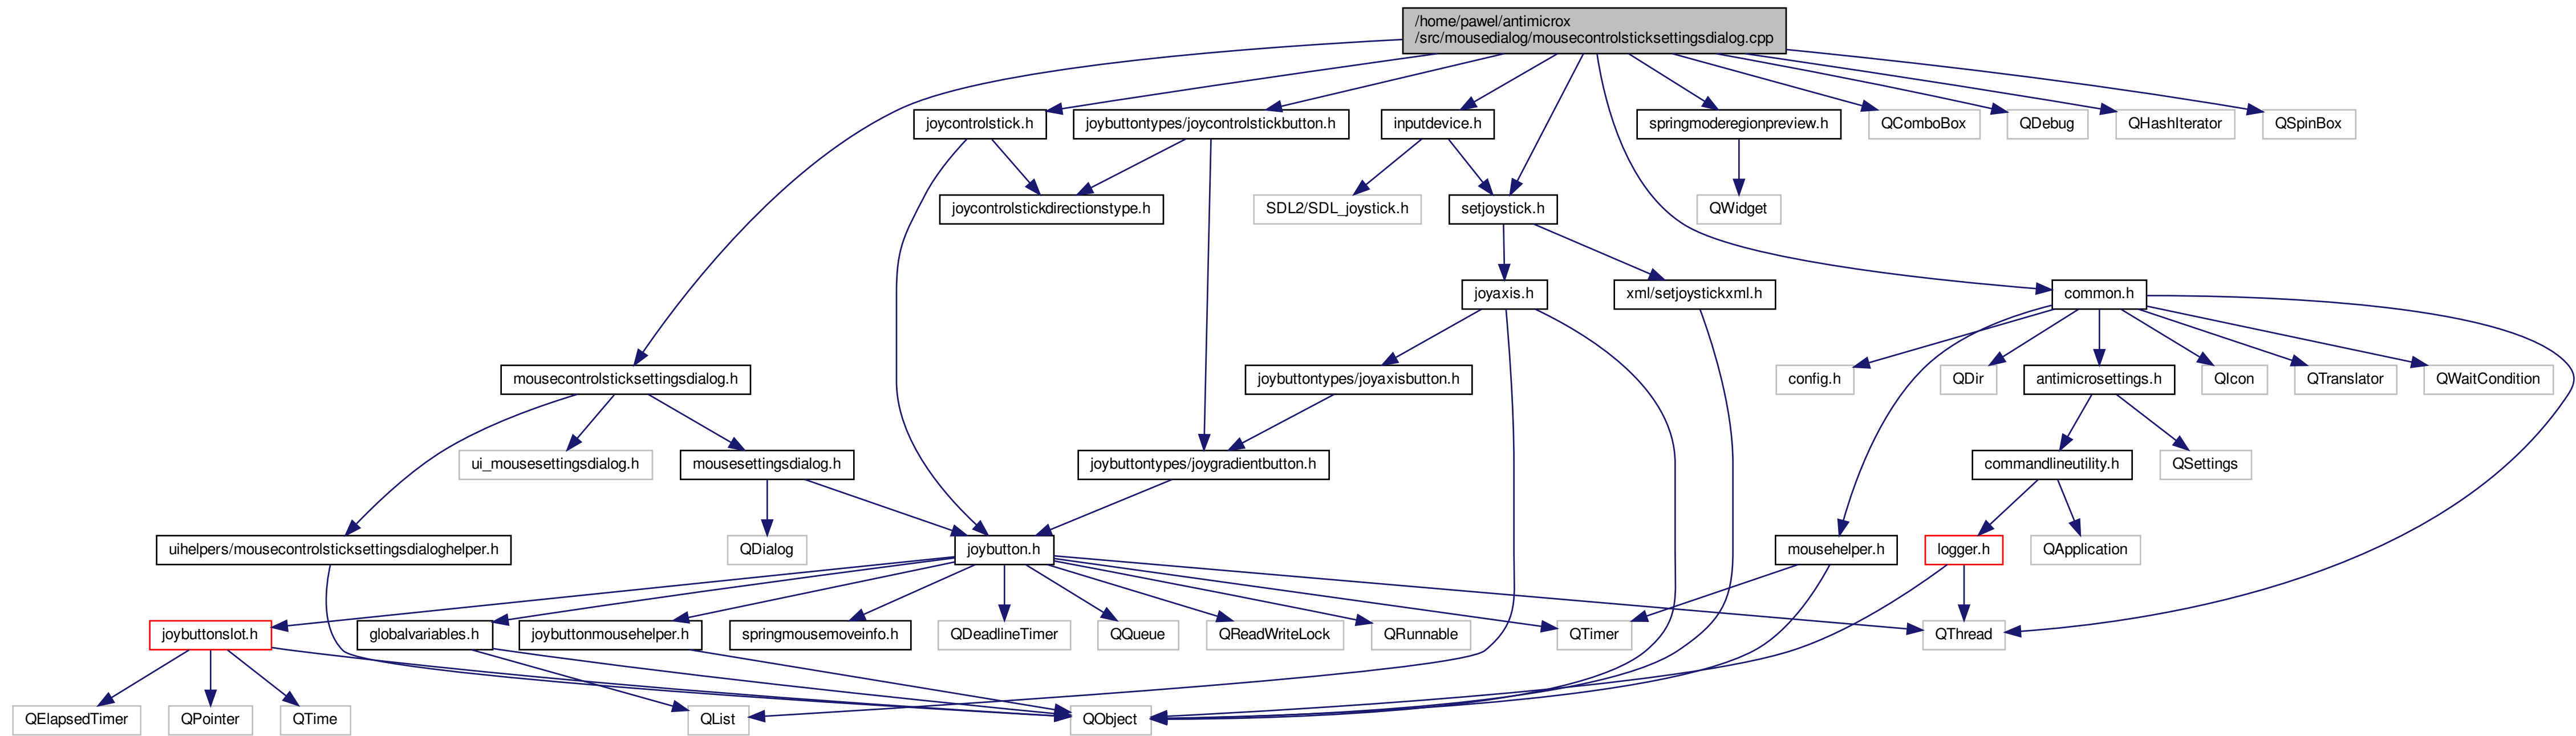 /home/pawel/antimicrox
/src/mousedialog/mousecontrolsticksettingsdialog.cpp
joycontrolstick.h
joybuttontypes/joycontrolstickbutton.h
inputdevice.h
springmoderegionpreview.h
QComboBox
QDebug
QHashIterator
QSpinBox
joycontrolstickdirectionstype.h
SDL2/SDL_joystick.h
setjoystick.h
QWidget
joyaxis.h
xml/setjoystickxml.h
common.h
mousecontrolsticksettingsdialog.h
joybuttontypes/joyaxisbutton.h
config.h
QDir
antimicrosettings.h
QIcon
QTranslator
QWaitCondition
ui_mousesettingsdialog.h
mousesettingsdialog.h
joybuttontypes/joygradientbutton.h
commandlineutility.h
QSettings
uihelpers/mousecontrolsticksettingsdialoghelper.h
QDialog
joybutton.h
mousehelper.h
logger.h
QApplication
joybuttonslot.h
globalvariables.h
joybuttonmousehelper.h
springmousemoveinfo.h
QDeadlineTimer
QQueue
QReadWriteLock
QRunnable
QTimer
QThread
QElapsedTimer
QPointer
QTime
QList
QObject